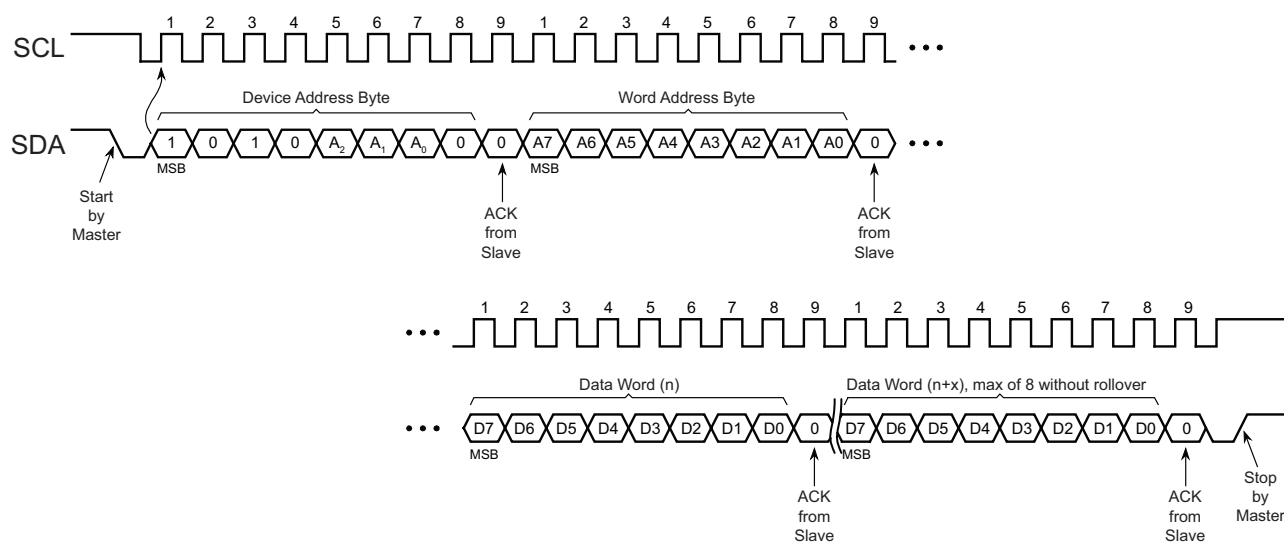 1 2 3 4 5 6 7 8 9 1 2 3 4 5 6 7 8 9
SCL
Device Address Byte Word Address Byte
SDA 1 0 1 0 A2 A1 A0 0 0 A7 A6 A5 A4 A3 A2 A1 A0 0
MSB MSB
Start
by
Master
ACK
from
Slave
ACK
from
Slave
1 2 3 4 5 6 7 8 9 1 2 3 4 5 6 7 8 9
Data Word (n) Data Word (n+x), max of 8 without rollover
D7 D6 D5 D4 D3 D2 D1 D0 0 D7 D6 D5 D4 D3 D2 D1 D0 0
MSB MSB
ACK
from
Slave
ACK
from
Slave
Stop
by
Master